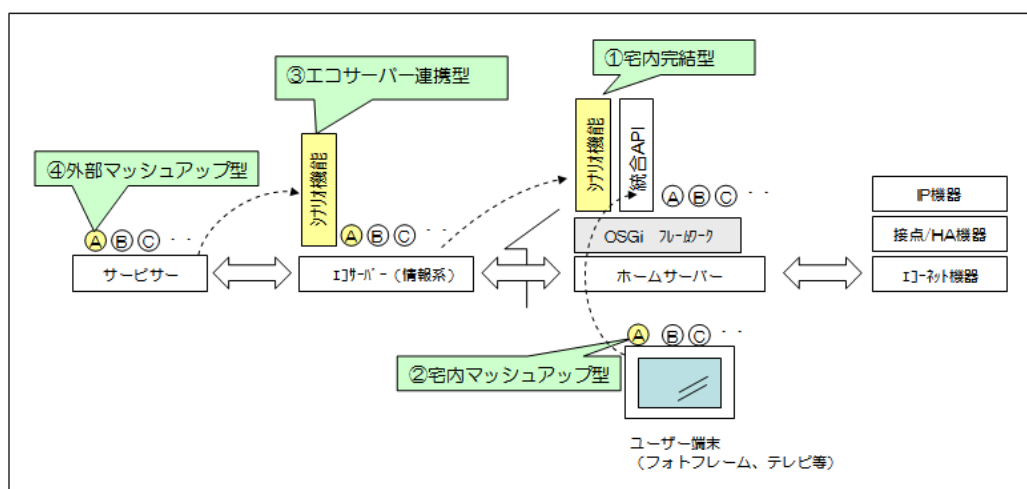 ①宅内完結型
③エコサーバー連携型
④外部マッシュアップ型
ｼﾅﾘｵ機能
ｼﾅﾘｵ機能
統合API
A B C ‥
A B C ‥
A B C ‥
IP機器
OSGi ﾌﾚｰﾑﾜｰｸ
接点/HA機器
サービサー
ｴｺｻｰﾊﾞｰ（情報系）
ホームサーバー
ｴｺｰﾈｯﾄ機器
A B C ‥
②宅内マッシュアップ型
ユーザー端末
（フォトフレーム、テレビ等）